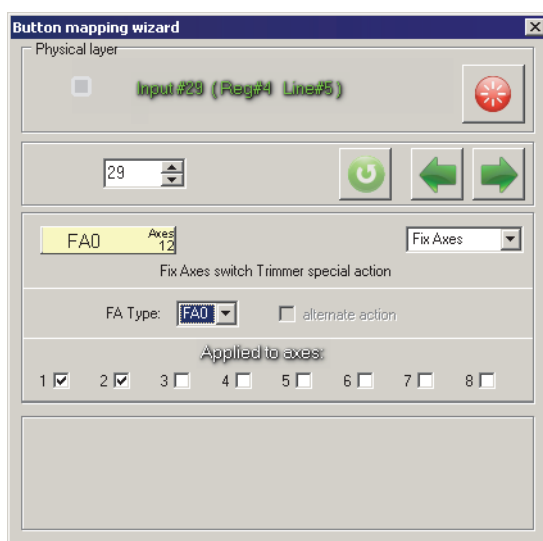 Button mapping wizard
Physical layer
Input #29 (Reg#4 Line#5)
29
FA0 Axes 12
Fix Axes
Fix Axes switch Trimmer special action
FA Type: FA0 alternate action
Applied to axes:
1 2 3 4 5 6 7 8